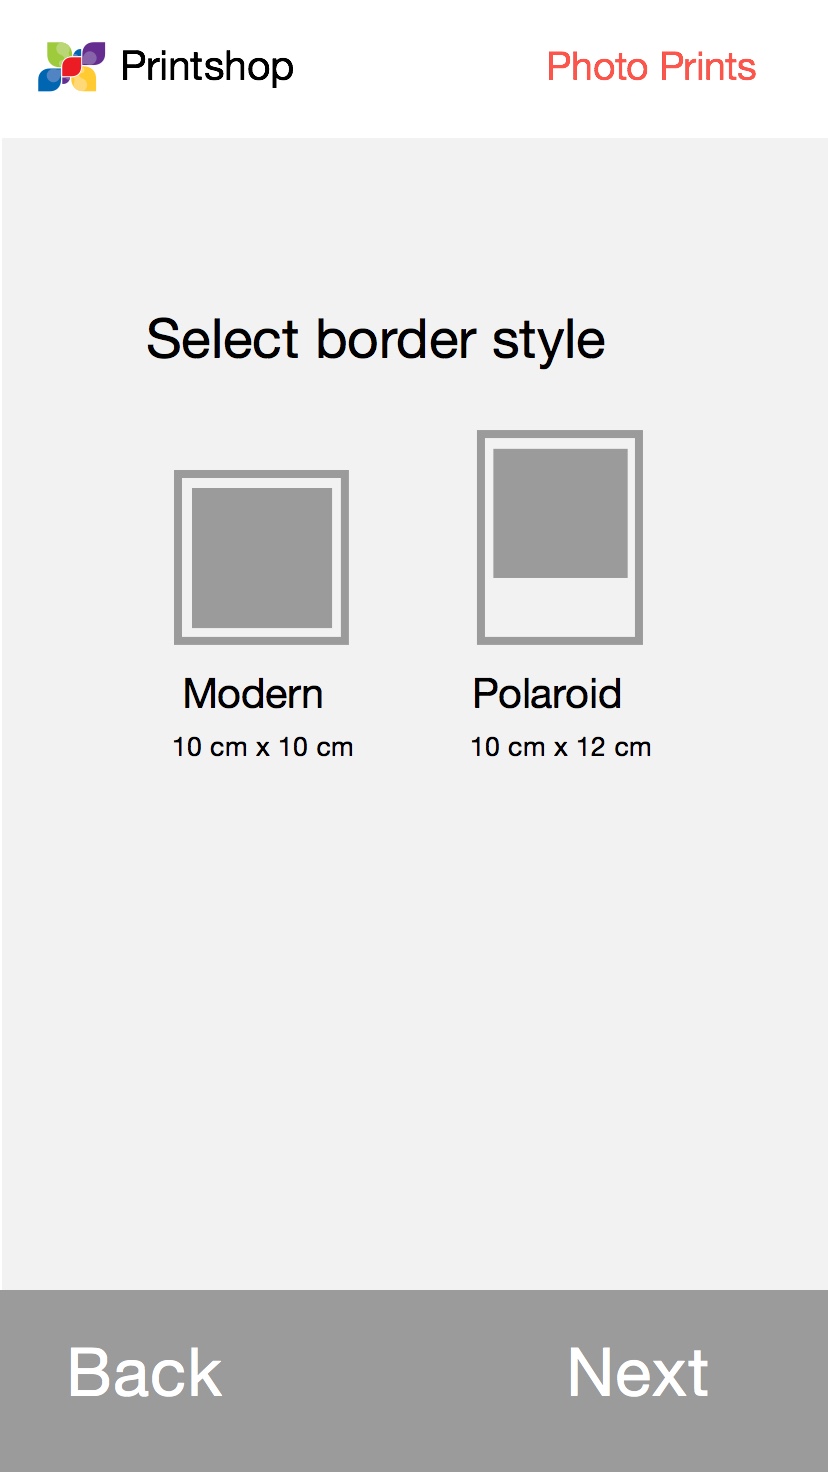 Printshop
Photo Prints
Select border style
Modern
Polaroid
10 cm x 10 cm
10 cm x 12 cm
Back
Next